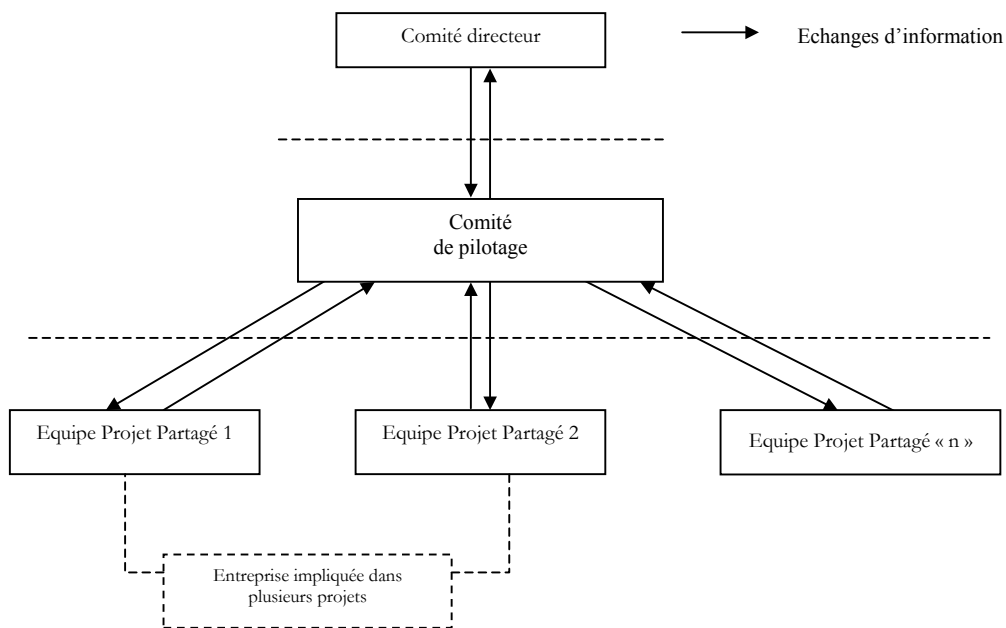 Comité directeur
Echanges d’information
Comité
de pilotage
Equipe Projet Partagé 1
Equipe Projet Partagé 2
Equipe Projet Partagé « n »
Entreprise impliquée dans
plusieurs projets